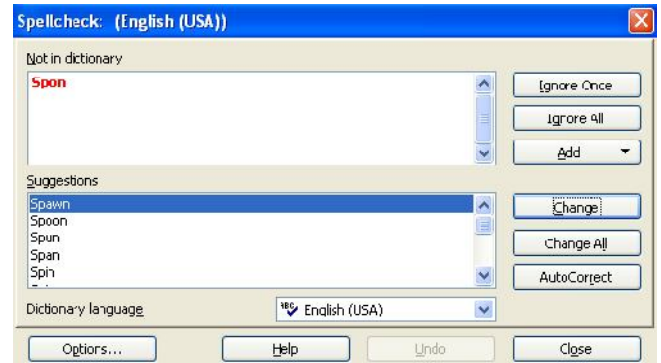 Spellcheck: (English (USA))
Not in dictionary
Spon
Ignore Once
Ignore All
Add
Suggestions
Spawn
Spoon
Spun
Span
Spin
Change
Change All
AutoCorrect
Dictionary language
English (USA)
Options...
Help
Undo
Close